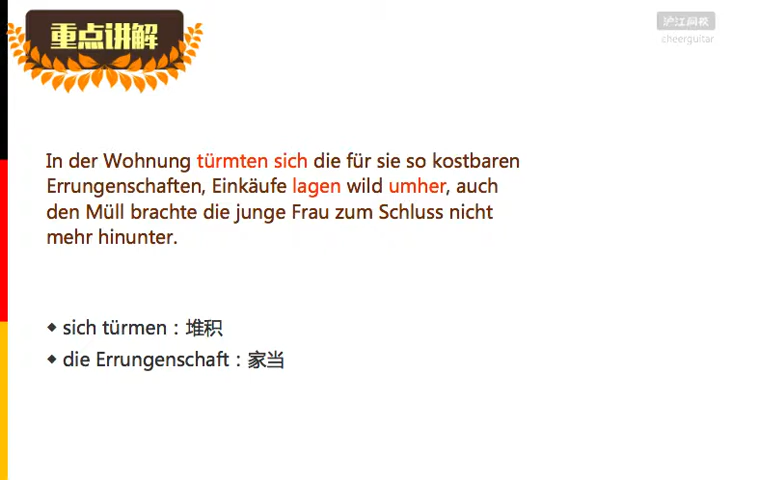 重点讲解
沪江网校
cheerguitar
In der Wohnung türmten sich die für sie so kostbaren
Errungenschaften, Einkäufe lagen wild umher, auch
den Müll brachte die junge Frau zum Schluss nicht
mehr hinunter.
◆ sich türmen：堆积
◆ die Errungenschaft：家当